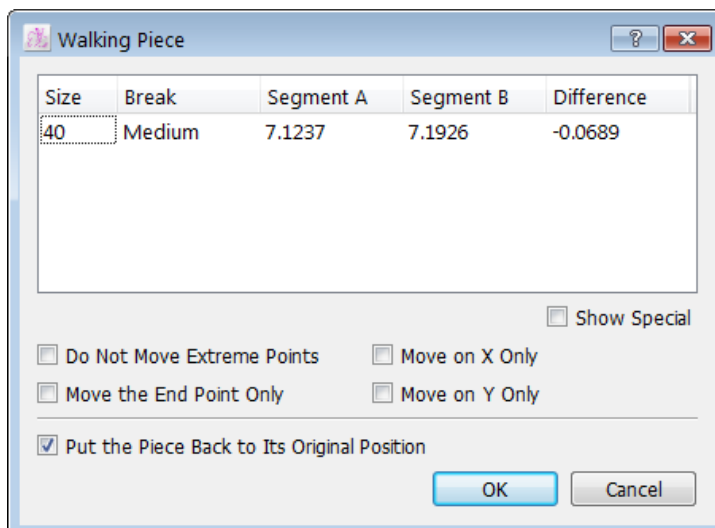 Walking Piece
Size Break Segment A Segment B Difference
40 Medium 7.1237 7.1926 -0.0689
Show Special
Do Not Move Extreme Points Move on X Only
Move the End Point Only Move on Y Only
Put the Piece Back to Its Original Position
OK Cancel